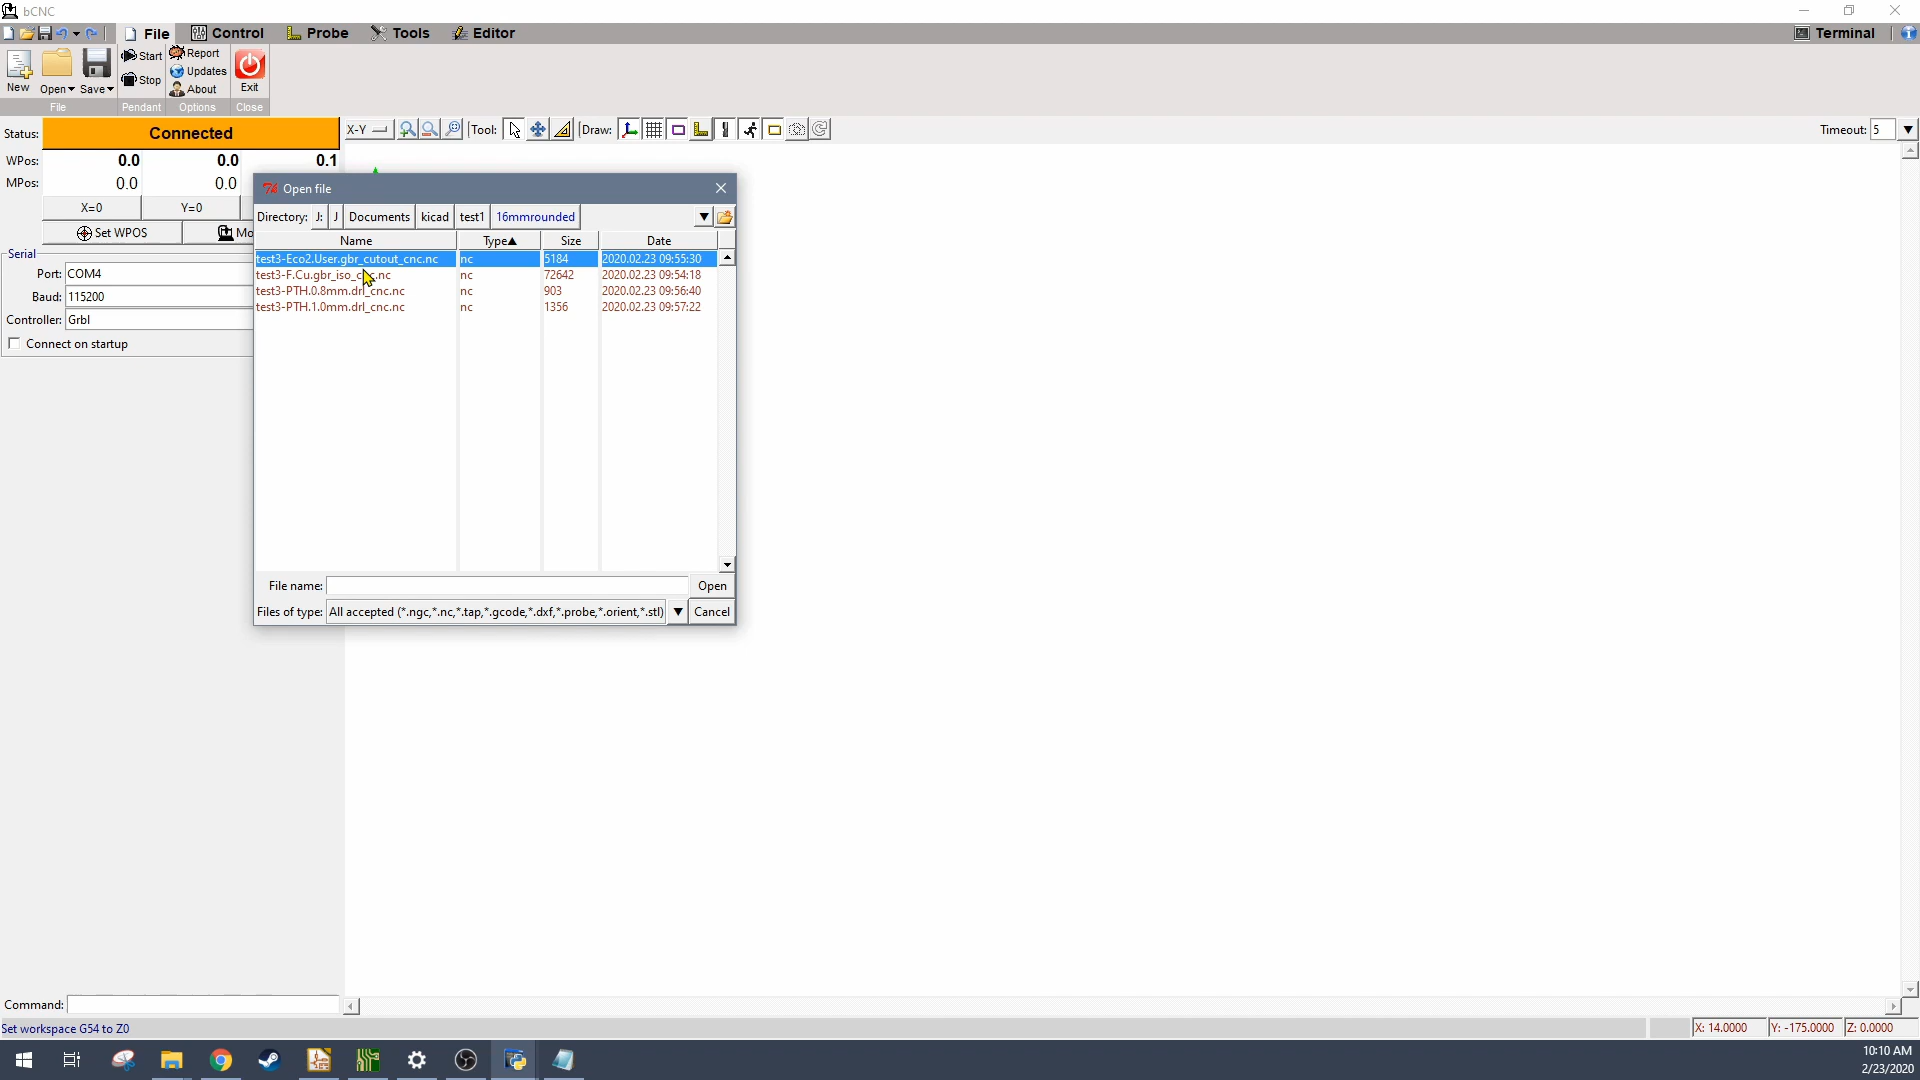 bCNC
File Control Probe Tools Editor Terminal
New Open Save Start Stop Report Updates About Exit
File Pendant Options Close
Status: Connected X-Y Tool: Draw: Timeout: 5
WPos: 0.0 0.0 0.1
MPos: 0.0 0.0
X=0 Y=0
Set WPOS Mo
Serial
Port: COM4
Baud: 115200
Controller: Grbl
Connect on startup
Open file
Directory: J: J Documents kicad test1 16mmrounded
Name Type Size Date
test3-Eco2.User.gbr_cutout_cnc.nc nc 5184 2020.02.23 09:55:30
nc 72642 2020.02.23 09:54:18
test3-PTH.0.8mm.drl_cnc.nc nc 903 2020.02.23 09:56:40
test3-PTH.1.0mm.drl_cnc.nc nc 1356 2020.02.23 09:57:22
File name: Open
Files of type: All accepted (*.ngc,*.nc,*.tap,*.gcode,*.dxf,*.probe,*.orient,*.stl) Cancel
Command:
Set workspace G54 to Z0 X: 14.0000 Y: -175.0000 Z: 0.0000
10:10 AM
2/23/2020